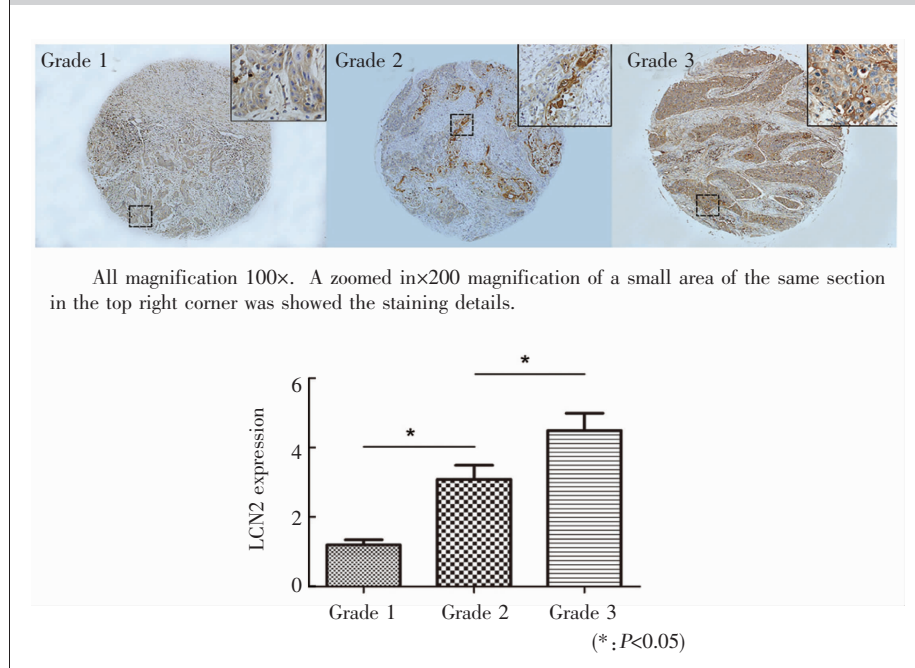 Grade 1
Grade 2
Grade 3
All magnification 100×. A zoomed in×200 magnification of a small area of the same section
in the top right corner was showed the staining details.
*
*
6
4
2
0
LCN2 expression
Grade 1
Grade 2
Grade 3
(*:P<0.05)